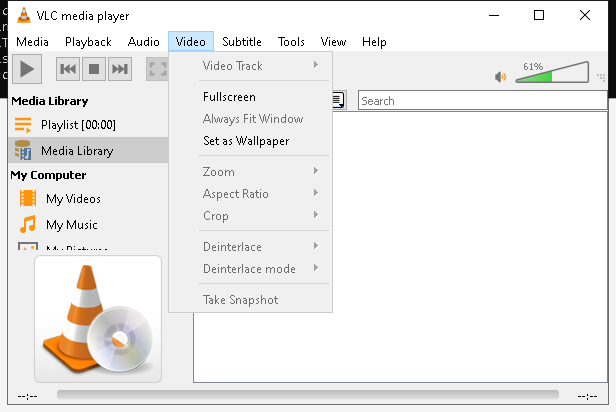 VLC media player
Media Playback Audio Video Subtitle Tools View Help
61%
Video Track
Fullscreen
Always Fit Window
Set as Wallpaper
Zoom
Aspect Ratio
Crop
Deinterlace
Deinterlace mode
Take Snapshot
Search
Media Library
Playlist [00:00]
Media Library
My Computer
My Videos
My Music
My Pictures
--:-- --:--